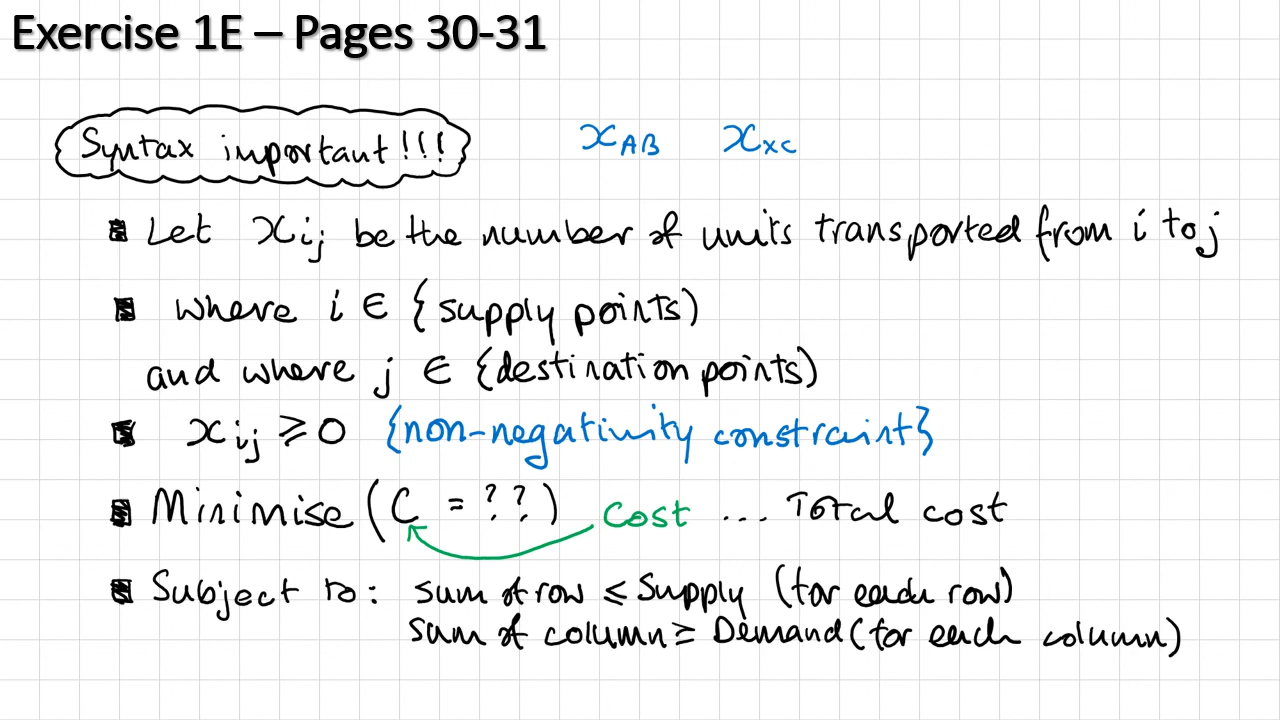 Exercise 1E – Pages 30-31
Syntax important!!! x_AB x_XC
▪ Let x_ij be the number of units transported from i to j
▪ where i ∈ {supply points)
and where j ∈ {destination points)
▪ x_ij ⩾ 0 {non-negativity constraint}
▪ Minimise (C = ??) Cost ... Total cost
▪ Subject to: sum of row ⩽ Supply (for each row)
sum of column ≥ Demand (for each column)